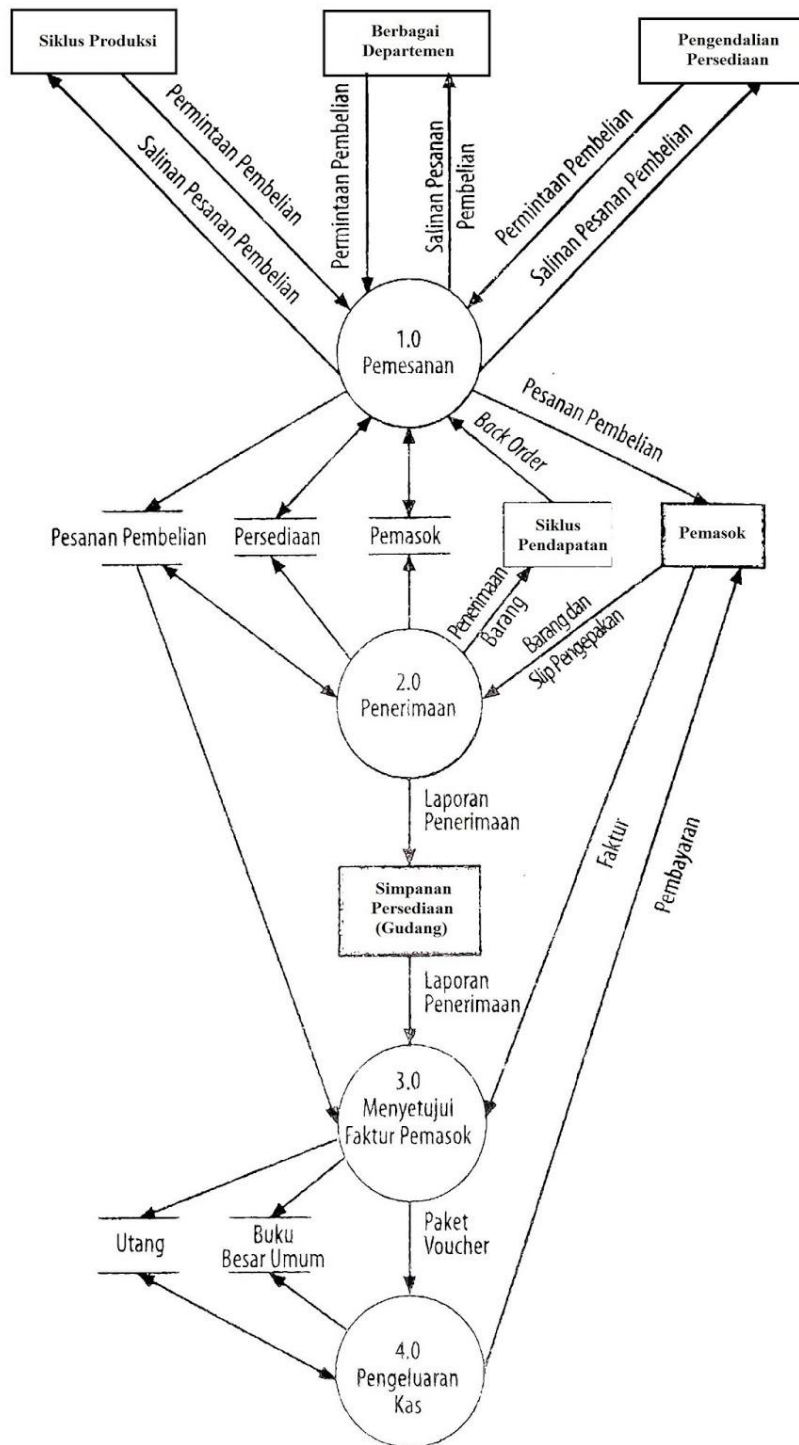 Siklus Produksi
Berbagai
Departemen
Pengendalian
Persediaan
Permintaan Pembelian
Salinan Pesanan Pembelian
Permintaan Pembelian
Salinan Pesanan
Pembelian
Permintaan Pembelian
Salinan Pesanan Pembelian
1.0
Pemesanan
Pesanan Pembelian
Back Order
Pesanan Pembelian
Persediaan
Pemasok
Siklus
Pendapatan
Pemasok
Penerimaan
Barang
Barang dan
Slip Pengepakan
2.0
Penerimaan
Laporan
Penerimaan
Simpanan
Persediaan
(Gudang)
Faktur
Pembayaran
Laporan
Penerimaan
3.0
Menyetujui
Faktur Pemasok
Utang
Buku
Besar Umum
Paket
Voucher
4.0
Pengeluaran
Kas